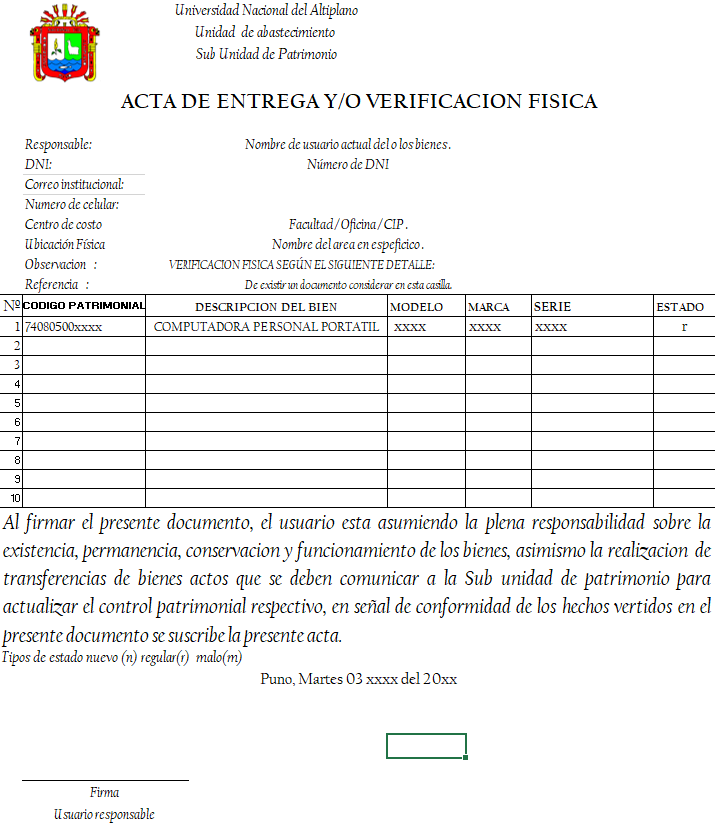 Universidad Nacional del Altiplano
Unidad de abastecimiento
Sub Unidad de Patrimonio
ACTA DE ENTREGA Y/O VERIFICACION FISICA
Responsable: Nombre de usuario actual del o los bienes .
DNI: Número de DNI
Correo institucional:
Numero de celular:
Centro de costo Facultad / Oficina / CIP .
Ubicación Física Nombre del area en espeficico .
Observacion : VERIFICACION FISICA SEGÚN EL SIGUIENTE DETALLE:
Referencia : De existir un documento considerar en esta casilla.
Nº CODIGO PATRIMONIAL DESCRIPCION DEL BIEN MODELO MARCA SERIE ESTADO
1 74080500xxxx COMPUTADORA PERSONAL PORTATIL xxxx xxxx xxxx r
2
3
4
5
6
7
8
9
10
Al firmar el presente documento, el usuario esta asumiendo la plena responsabilidad sobre la
existencia, permanencia, conservacion y funcionamiento de los bienes, asimismo la realizacion de
transferencias de bienes actos que se deben comunicar a la Sub unidad de patrimonio para
actualizar el control patrimonial respectivo, en señal de conformidad de los hechos vertidos en el
presente documento se suscribe la presente acta.
Tipos de estado nuevo (n) regular(r) malo(m)
Puno, Martes 03 xxxx del 20xx
Firma
Usuario responsable